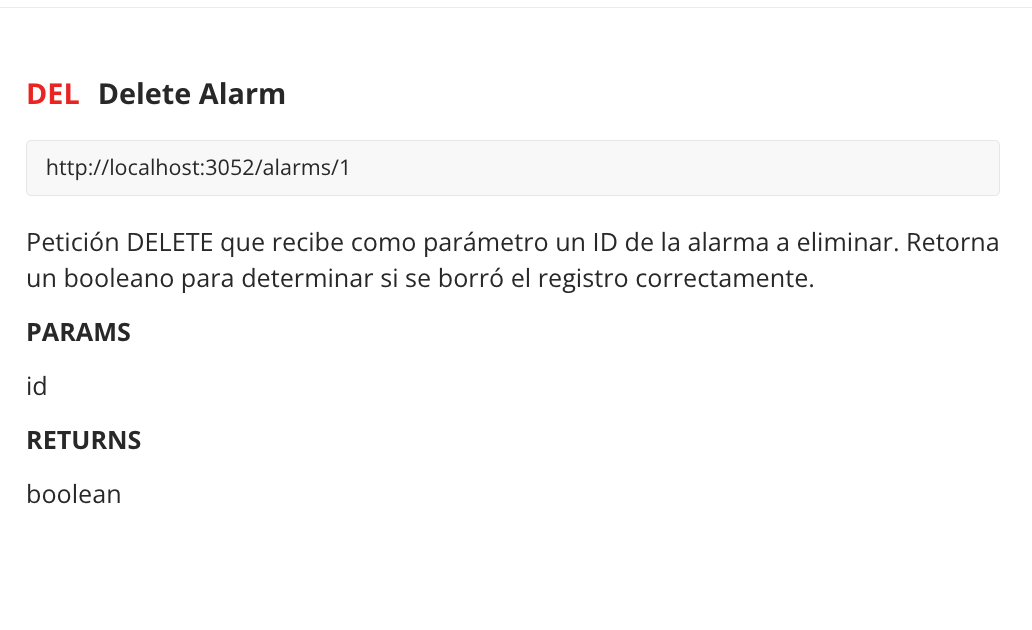 DEL Delete Alarm
http://localhost:3052/alarms/1
Petición DELETE que recibe como parámetro un ID de la alarma a eliminar. Retorna
un booleano para determinar si se borró el registro correctamente.
PARAMS
id
RETURNS
boolean